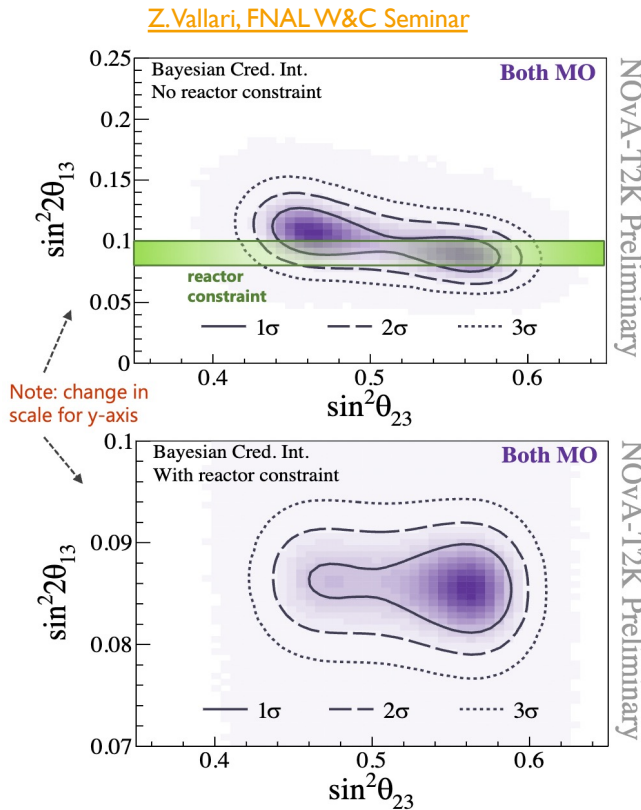 Z. Vallari, FNAL W&C Seminar
Bayesian Cred. Int.
No reactor constraint
Both MO
NOvA-T2K Preliminary
sin²2θ₁₃
0.25
0.2
0.15
0.1
0.05
0
reactor
constraint
1σ 2σ 3σ
0.4 0.5 0.6
sin²θ₂₃
Note: change in
scale for y-axis
Bayesian Cred. Int.
With reactor constraint
Both MO
NOvA-T2K Preliminary
sin²2θ₁₃
0.1
0.09
0.08
0.07
1σ 2σ 3σ
0.4 0.5 0.6
sin²θ₂₃